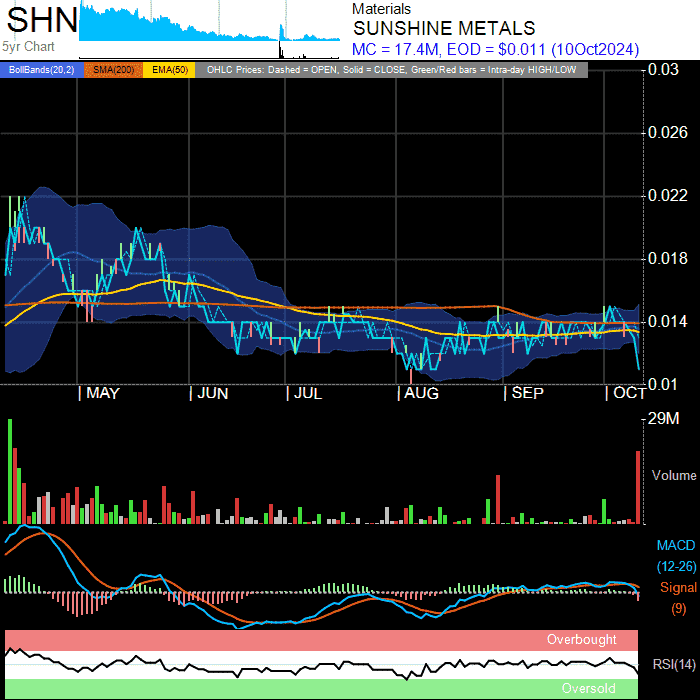 SHN
5yr Chart
Materials
SUNSHINE METALS
MC = 17.4M, EOD = $0.011 (10Oct2024)
BollBands(20,2) SMA(200) EMA(50) OHLC Prices: Dashed = OPEN, Solid = CLOSE, Green/Red bars = Intra-day HIGH/LOW
0.03
0.026
0.022
0.018
0.014
0.01
| MAY | JUN | JUL | AUG | SEP | OCT
29M
Volume
MACD
(12-26)
Signal
(9)
Overbought
RSI(14)
Oversold